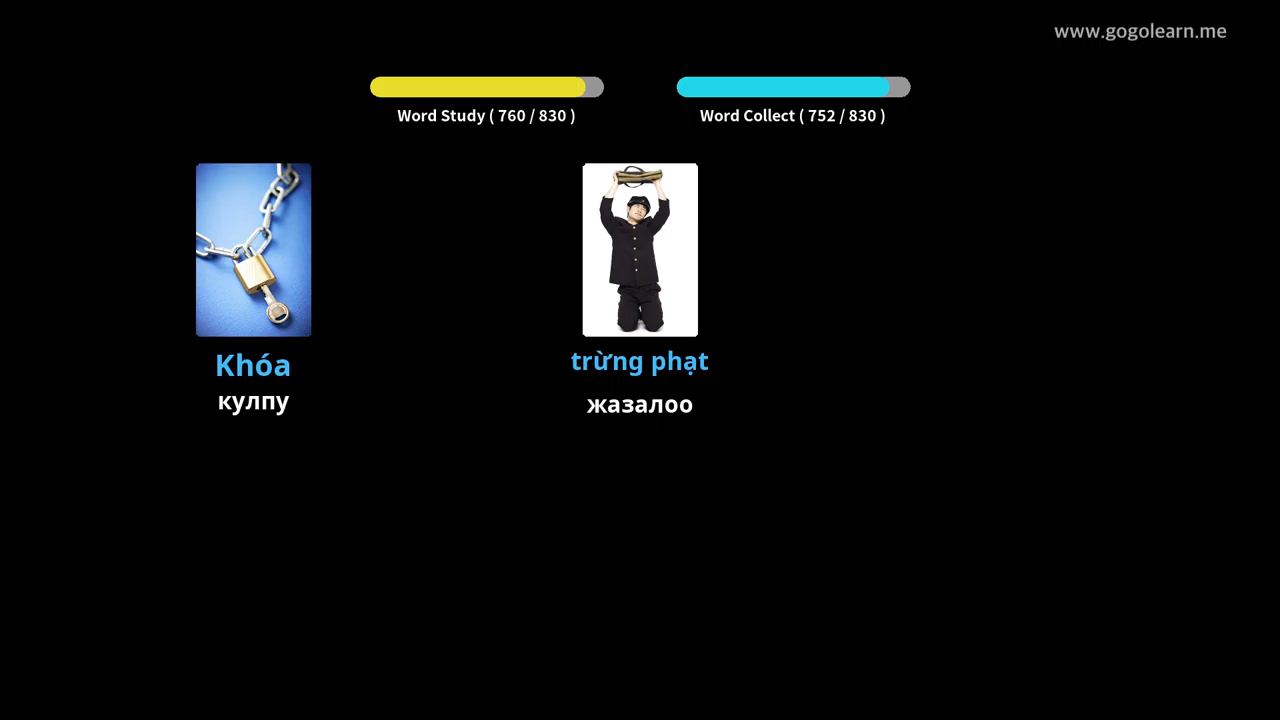 www.gogolearn.me
Word Study ( 760 / 830 )
Word Collect ( 752 / 830 )
Khóa
кулпу
trừng phạt
жазалоо